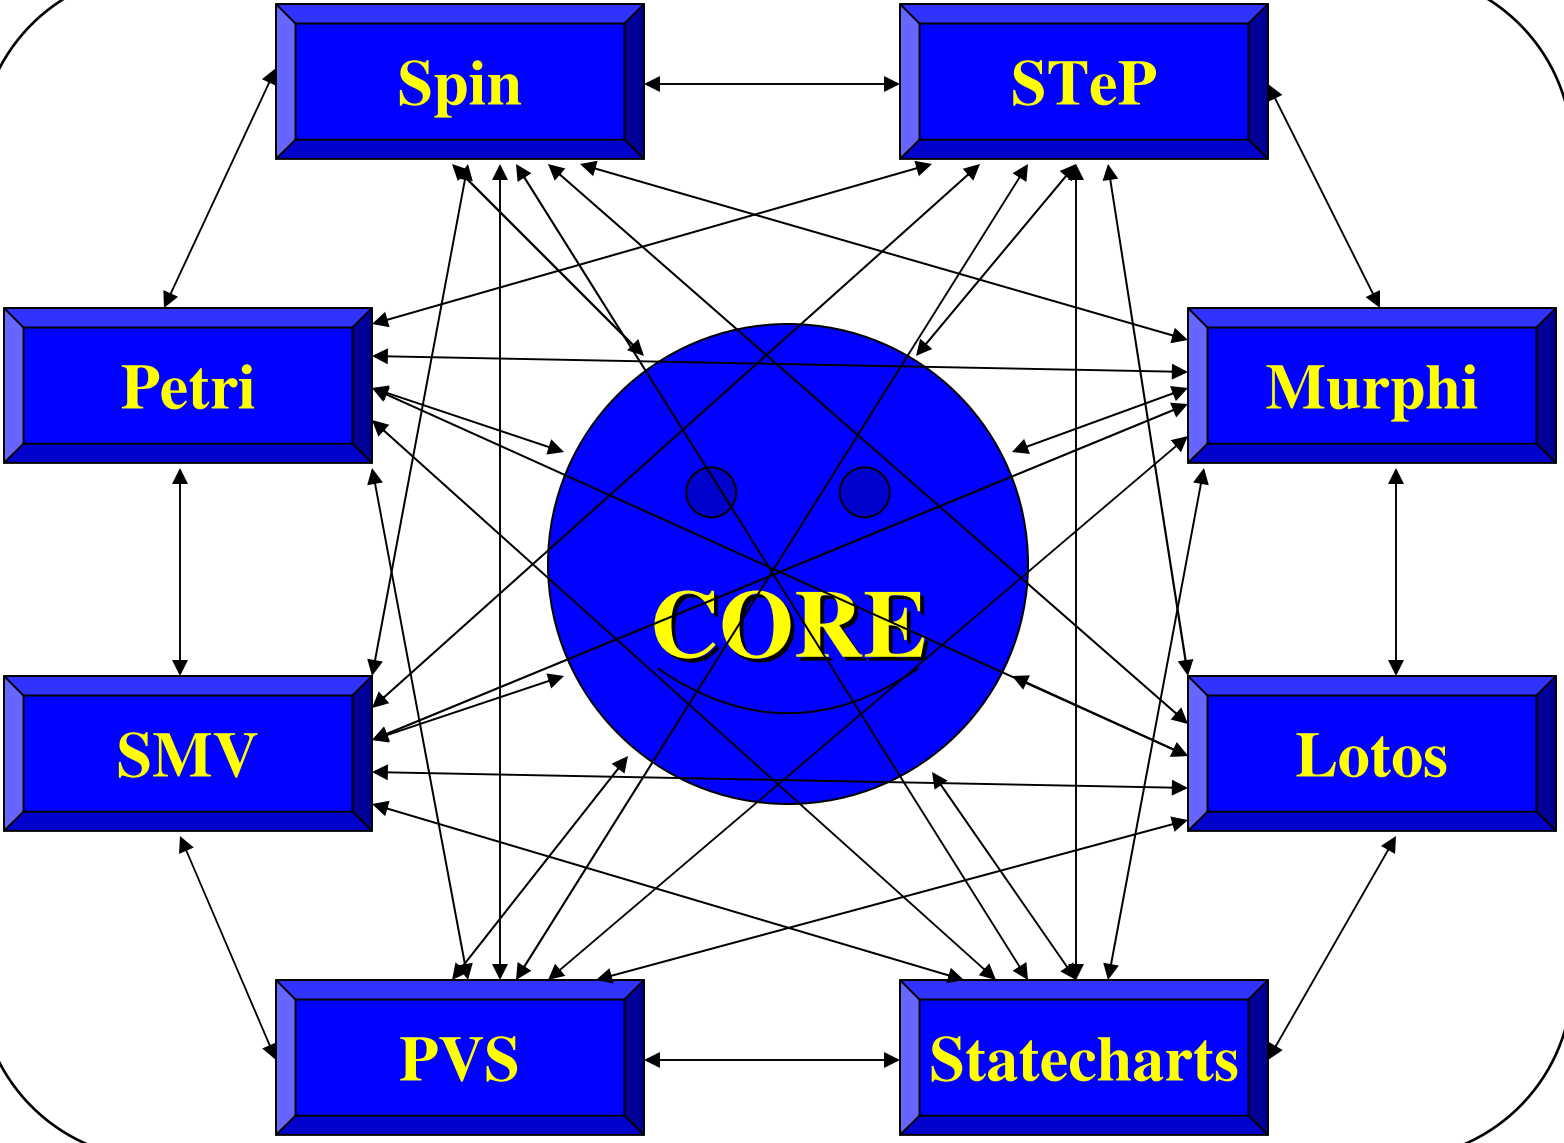 Spin
STeP
Petri
Murphi
CORE
SMV
Lotos
PVS
Statecharts